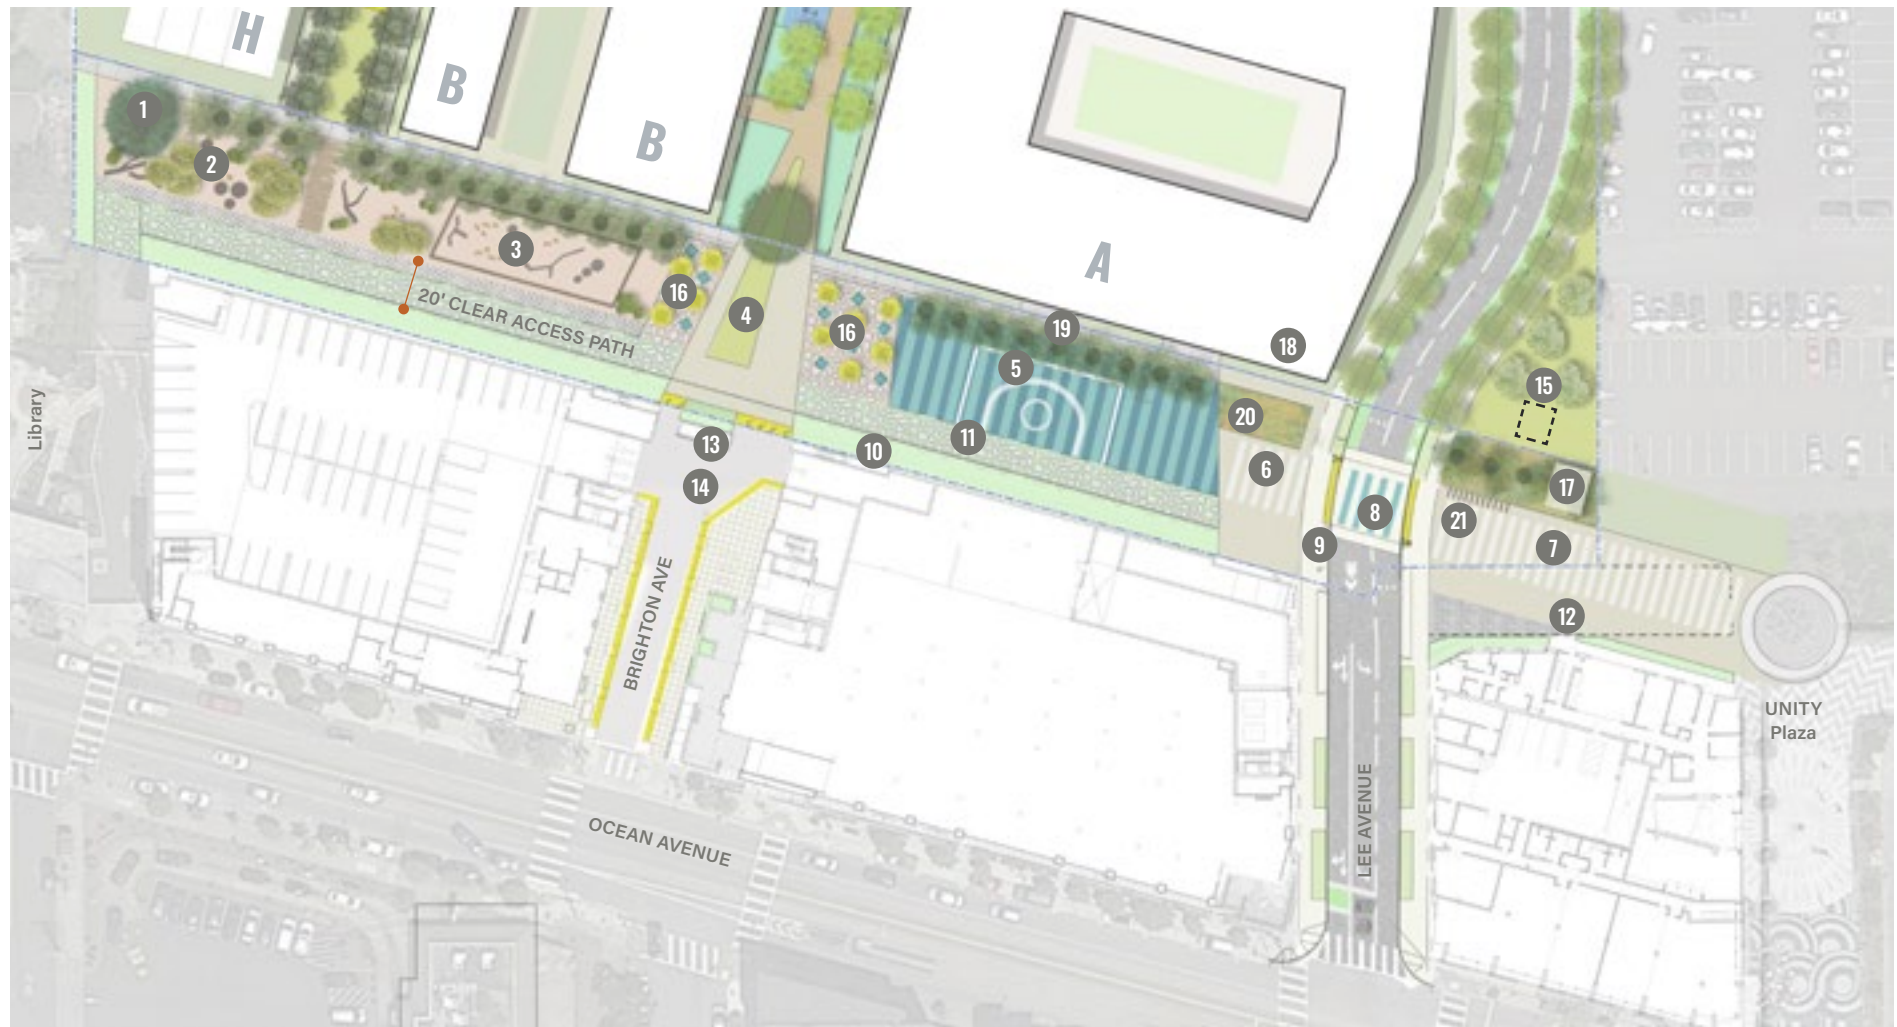 H
B
B
A
1
2
3
16
4
16
5
19
18
15
20
6
17
21
8
9
7
12
11
10
13
14
20' CLEAR ACCESS PATH
Library
BRIGHTON AVE
OCEAN AVENUE
LEE AVENUE
UNITY
Plaza